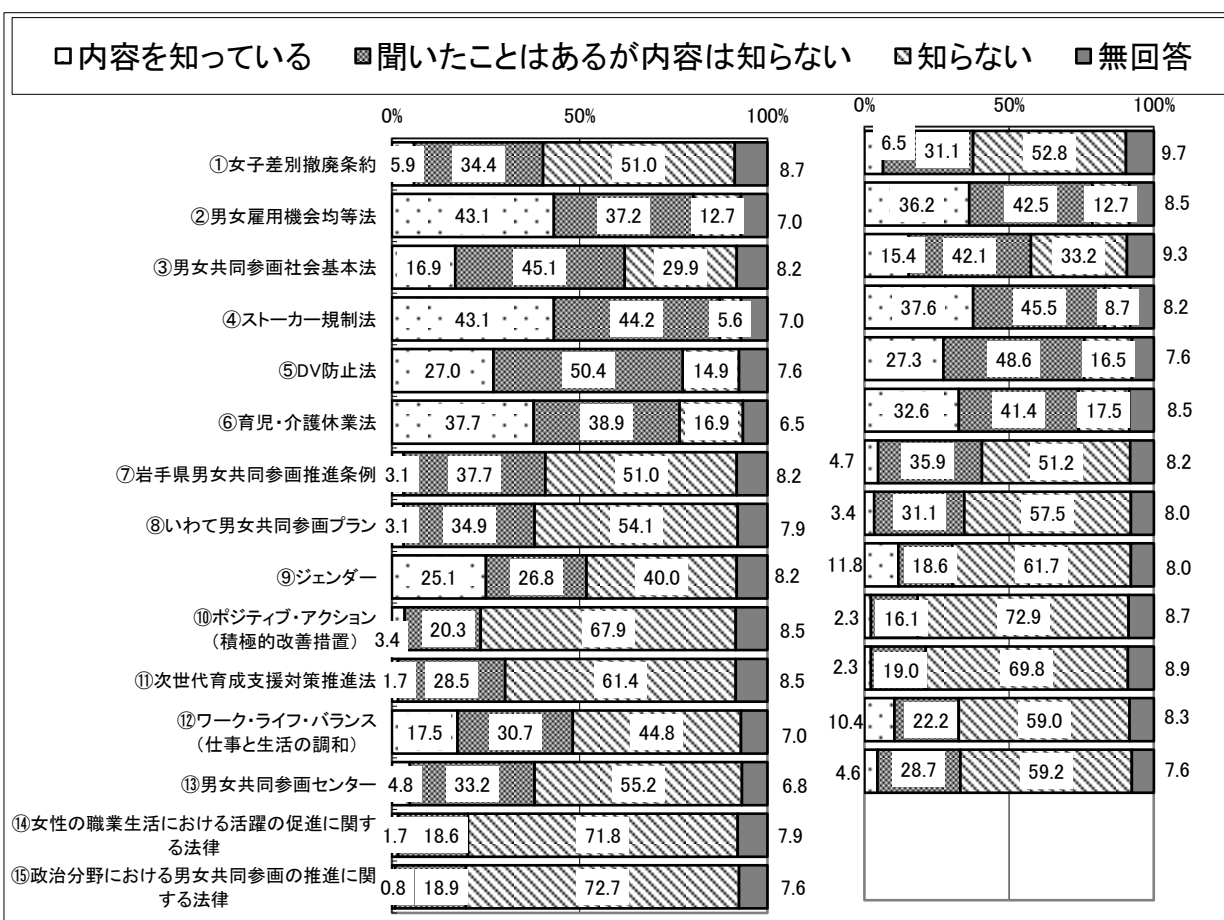 □内容を知っている ■聞いたことはあるが内容は知らない □知らない ■無回答
0% 50% 100% 0% 50% 100%
①女子差別撤廃条約 5.9 34.4 51.0 8.7 6.5 31.1 52.8 9.7
②男女雇用機会均等法 43.1 37.2 12.7 7.0 36.2 42.5 12.7 8.5
③男女共同参画社会基本法 16.9 45.1 29.9 8.2 15.4 42.1 33.2 9.3
④ストーカー規制法 43.1 44.2 5.6 7.0 37.6 45.5 8.7 8.2
⑤DV防止法 27.0 50.4 14.9 7.6 27.3 48.6 16.5 7.6
⑥育児・介護休業法 37.7 38.9 16.9 6.5 32.6 41.4 17.5 8.5
⑦岩手県男女共同参画推進条例 3.1 37.7 51.0 8.2 4.7 35.9 51.2 8.2
⑧いわて男女共同参画プラン 3.1 34.9 54.1 7.9 3.4 31.1 57.5 8.0
⑨ジェンダー 25.1 26.8 40.0 8.2 11.8 18.6 61.7 8.0
⑩ポジティブ・アクション
（積極的改善措置） 3.4 20.3 67.9 8.5 2.3 16.1 72.9 8.7
⑪次世代育成支援対策推進法 1.7 28.5 61.4 8.5 2.3 19.0 69.8 8.9
⑫ワーク・ライフ・バランス
（仕事と生活の調和） 17.5 30.7 44.8 7.0 10.4 22.2 59.0 8.3
⑬男女共同参画センター 4.8 33.2 55.2 6.8 4.6 28.7 59.2 7.6
⑭女性の職業生活における活躍の促進に関す
る法律 1.7 18.6 71.8 7.9
⑮政治分野における男女共同参画の推進に関
する法律 0.8 18.9 72.7 7.6